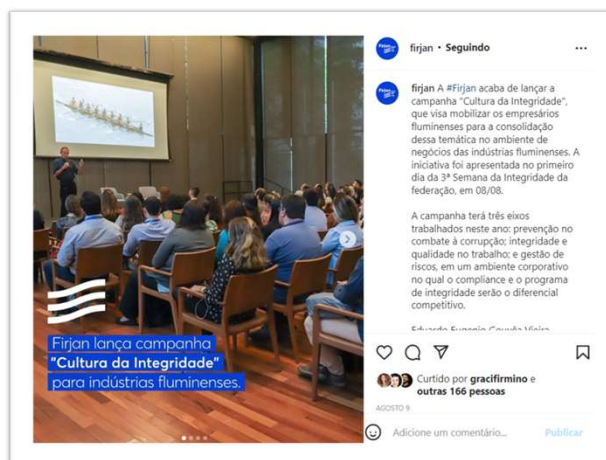 firjan • Seguindo
firjan A #Firjan acaba de lançar a
campanha "Cultura da Integridade",
que visa mobilizar os empresários
fluminenses para a consolidação
dessa temática no ambiente de
negócios das indústrias fluminenses. A
iniciativa foi apresentada no primeiro
dia da 3ª Semana da Integridade da
federação, em 08/08.
A campanha terá três eixos
trabalhados neste ano: prevenção no
combate à corrupção; integridade e
qualidade no trabalho; e gestão de
riscos, em um ambiente corporativo
no qual o compliance e o programa
de integridade serão o diferencial
competitivo.
Eduardo Eugenio Gouvêa Vieira
Firjan lança campanha
"Cultura da Integridade"
para indústrias fluminenses.
Curtido por gracifirmino e
outras 166 pessoas
AGOSTO 9
Adicione um comentário...
Publicar